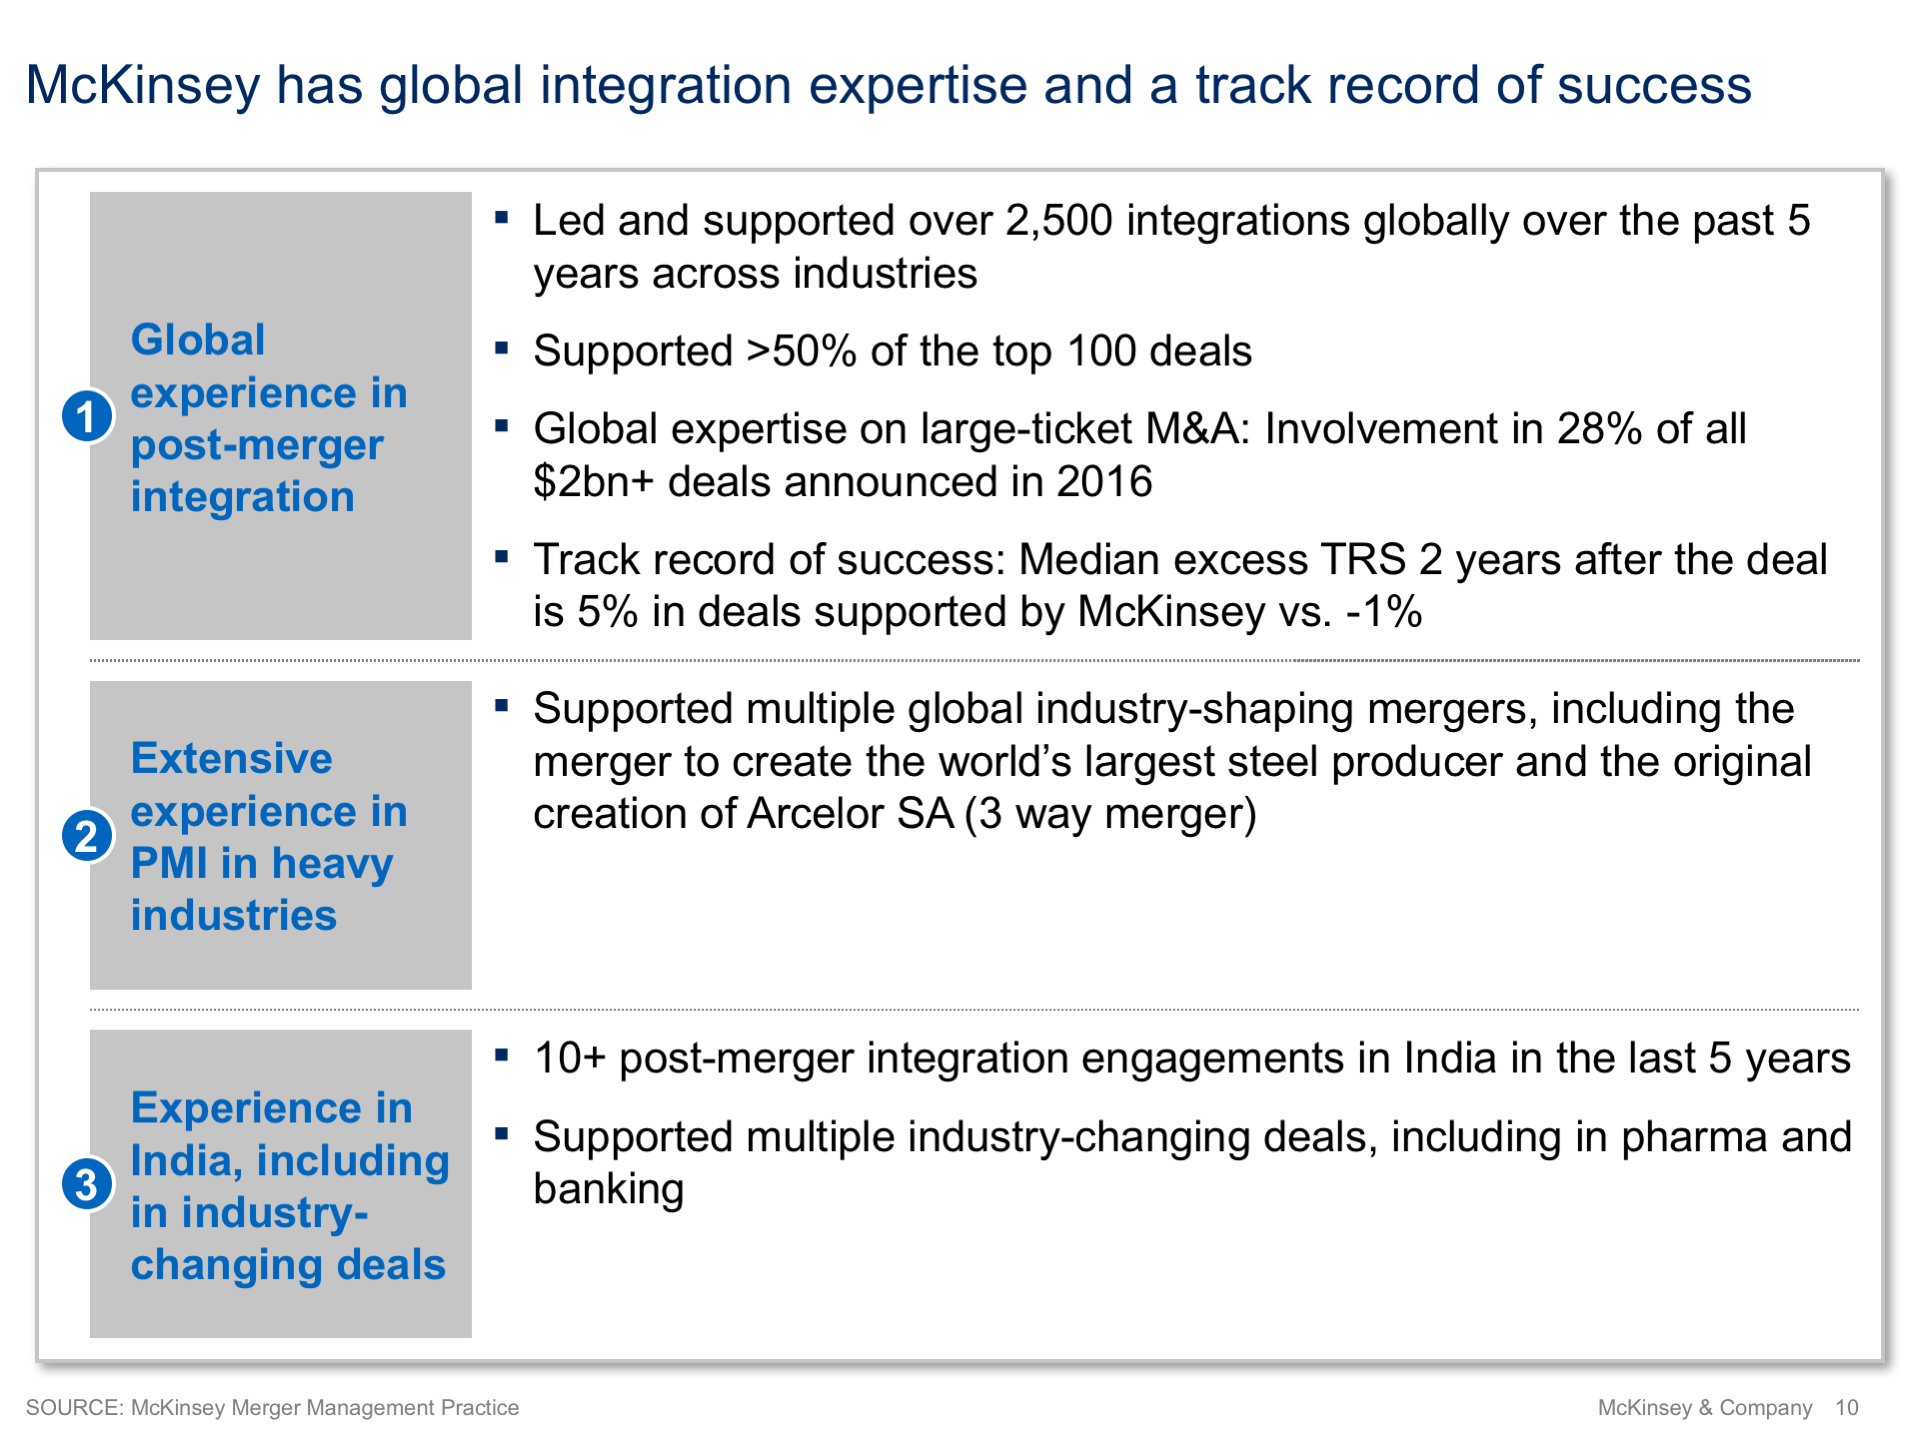 McKinsey has global integration expertise and a track record of success
1
Global
experience in
post-merger
integration
▪ Led and supported over 2,500 integrations globally over the past 5
years across industries
▪ Supported >50% of the top 100 deals
▪ Global expertise on large-ticket M&A: Involvement in 28% of all
$2bn+ deals announced in 2016
▪ Track record of success: Median excess TRS 2 years after the deal
is 5% in deals supported by McKinsey vs. -1%
2
Extensive
experience in
PMI in heavy
industries
▪ Supported multiple global industry-shaping mergers, including the
merger to create the world’s largest steel producer and the original
creation of Arcelor SA (3 way merger)
3
Experience in
India, including
in industry-
changing deals
▪ 10+ post-merger integration engagements in India in the last 5 years
▪ Supported multiple industry-changing deals, including in pharma and
banking
SOURCE: McKinsey Merger Management Practice
McKinsey & Company 10